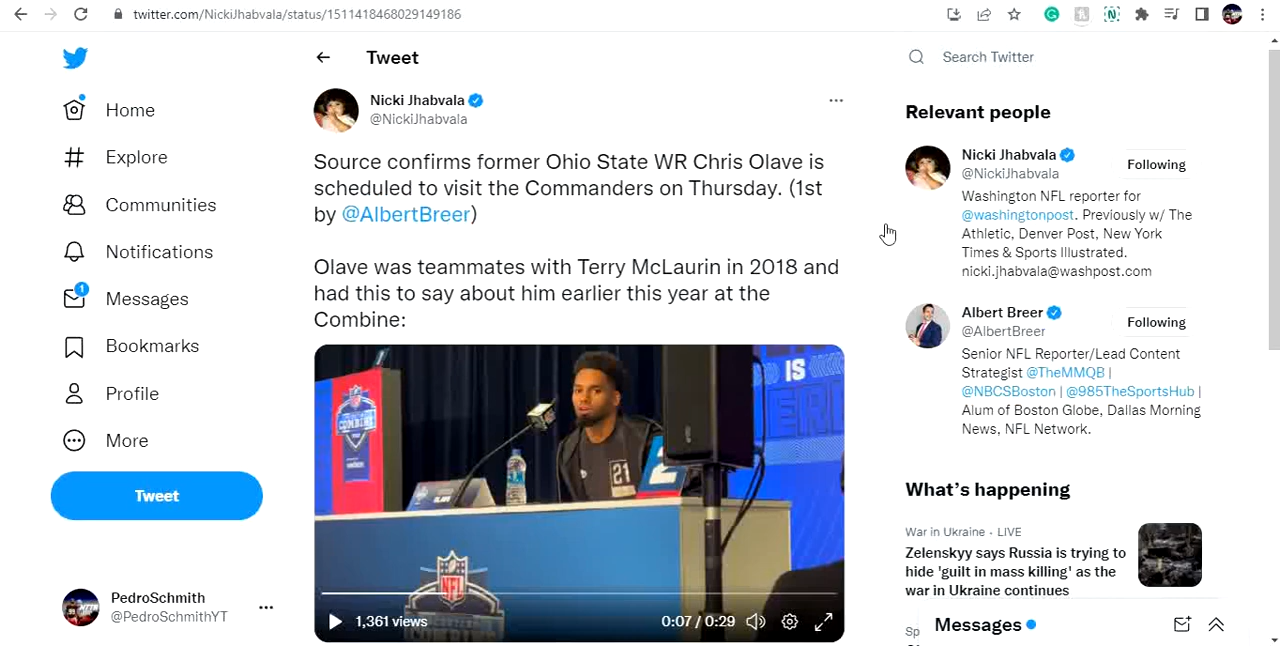 twitter.com/NickiJhabvala/status/1511418468029149186
Home
Explore
Communities
Notifications
1
Messages
Bookmarks
Profile
More
Tweet
PedroSchmith
@PedroSchmithYT
Tweet
Nicki Jhabvala
@NickiJhabvala
Source confirms former Ohio State WR Chris Olave is
scheduled to visit the Commanders on Thursday. (1st
by @AlbertBreer)
Olave was teammates with Terry McLaurin in 2018 and
had this to say about him earlier this year at the
Combine:
COMBINE
IS
21
2
NFL
COMBINE
1,361 views
0:07 / 0:29
Search Twitter
Relevant people
Nicki Jhabvala
@NickiJhabvala
Following
Washington NFL reporter for
@washingtonpost. Previously w/ The
Athletic, Denver Post, New York
Times & Sports Illustrated.
nicki.jhabvala@washpost.com
Albert Breer
@AlbertBreer
Following
Senior NFL Reporter/Lead Content
Strategist @TheMMQB |
@NBCSBoston | @985TheSportsHub |
Alum of Boston Globe, Dallas Morning
News, NFL Network.
What's happening
War in Ukraine · LIVE
Zelenskyy says Russia is trying to
hide 'guilt in mass killing' as the
war in Ukraine continues
Sp
Messages